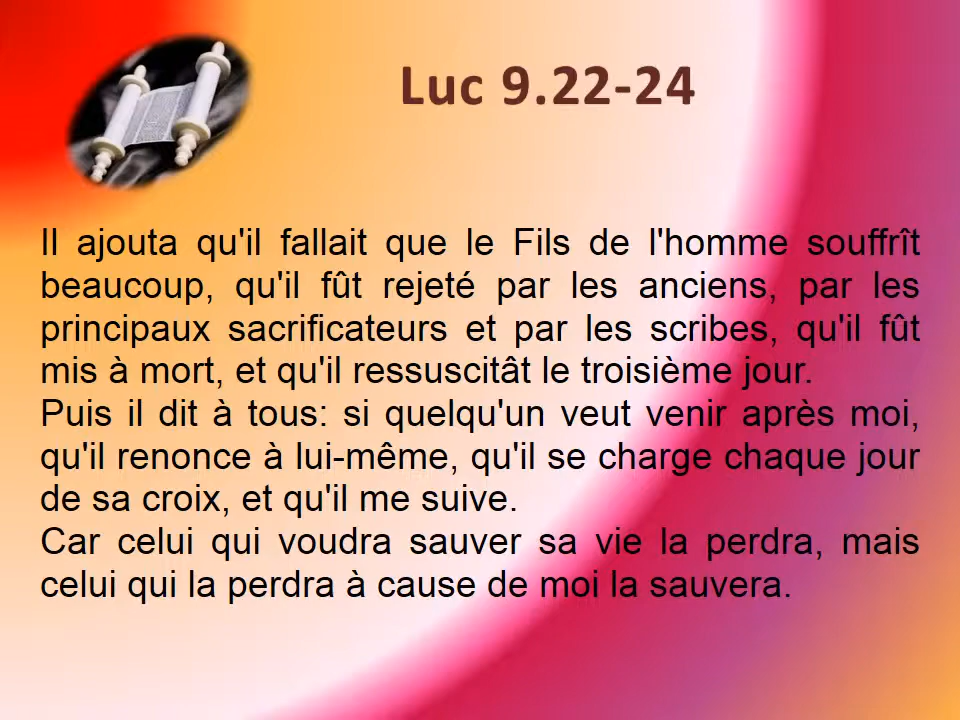 Luc 9.22-24
Il ajouta qu'il fallait que le Fils de l'homme souffrît
beaucoup, qu'il fût rejeté par les anciens, par les
principaux sacrificateurs et par les scribes, qu'il fût
mis à mort, et qu'il ressuscitât le troisième jour.
Puis il dit à tous: si quelqu'un veut venir après moi,
qu'il renonce à lui-même, qu'il se charge chaque jour
de sa croix, et qu'il me suive.
Car celui qui voudra sauver sa vie la perdra, mais
celui qui la perdra à cause de moi la sauvera.